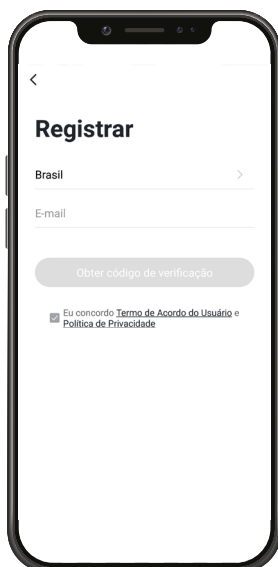 Registrar
Brasil
E-mail
Obter código de verificação
Eu concordo Termo de Acordo do Usuário e
Política de Privacidade